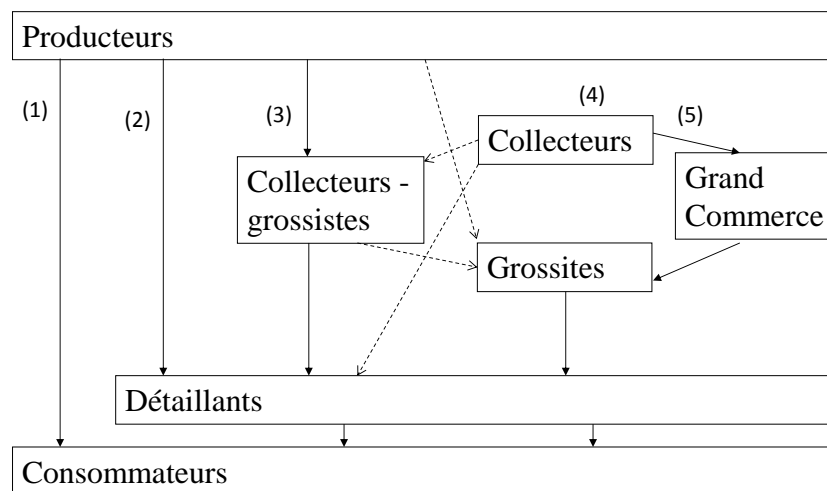 Producteurs
(1)
(2)
(3)
(4)
(5)
Collecteurs
Collecteurs -
grossistes
Grand
Commerce
Grossites
Détaillants
Consommateurs